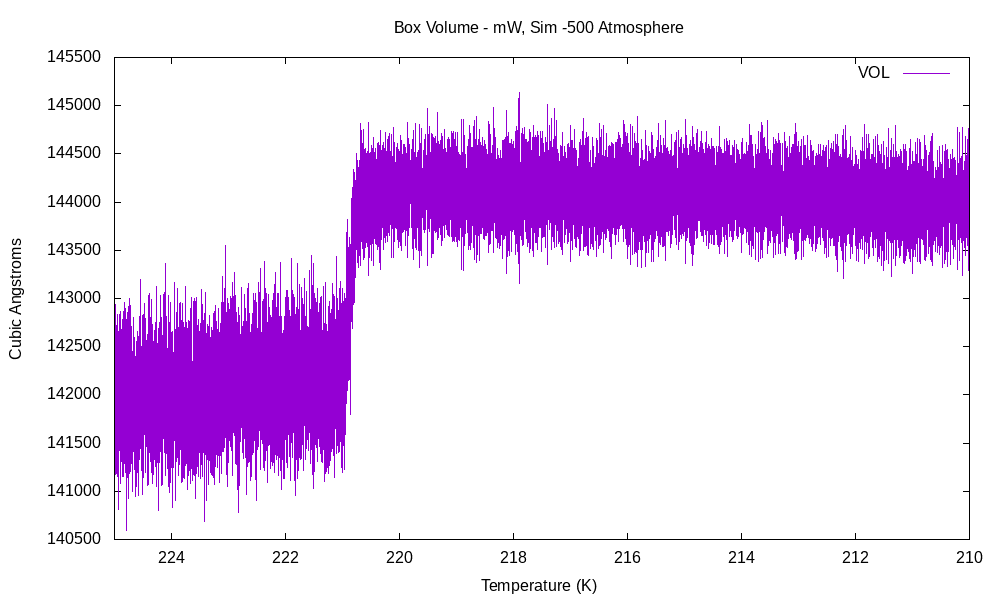 Box Volume - mW, Sim -500 Atmosphere
VOL
145500
145000
144500
144000
143500
143000
142500
142000
141500
141000
140500
Cubic Angstroms
224 222 220 218 216 214 212 210
Temperature (K)